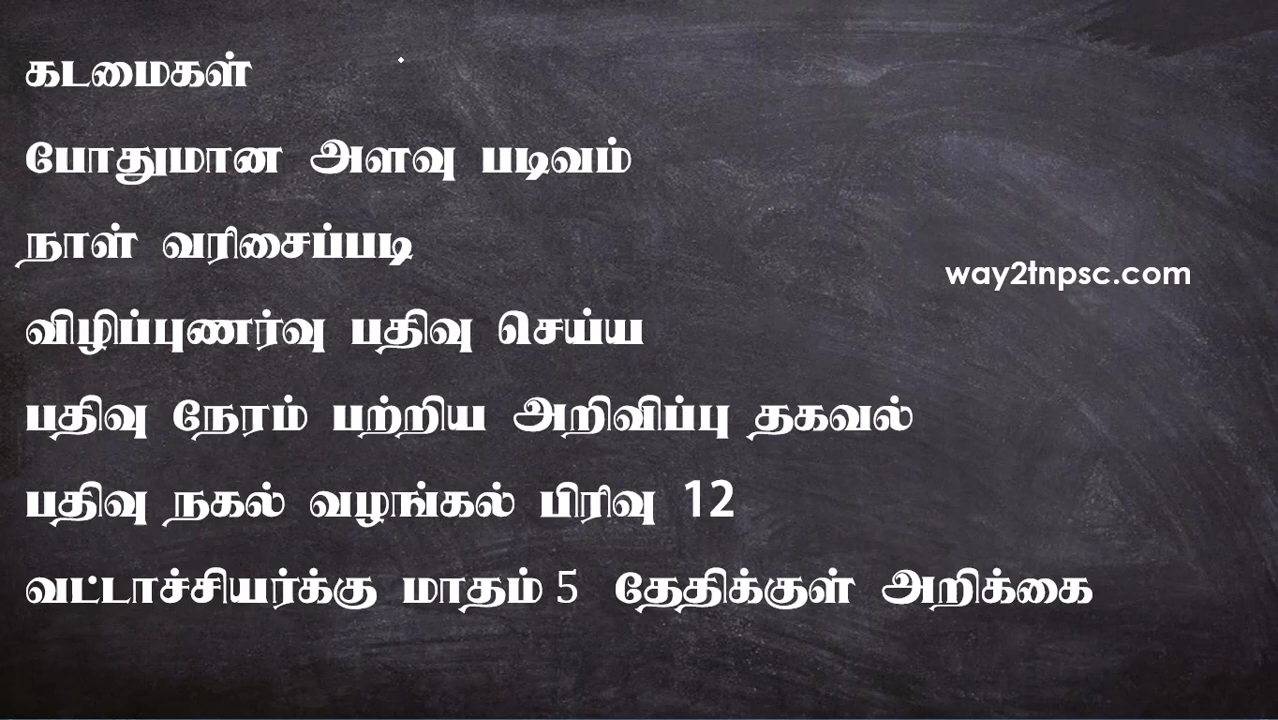 கடமைகள்
போதுமான அளவு படிவம்
நாள் வரிசைப்படி
way2tnpsc.com
விழிப்புணர்வு பதிவு செய்ய
பதிவு நேரம் பற்றிய அறிவிப்பு தகவல்
பதிவு நகல் வழங்கல் பிரிவு 12
வட்டாச்சியர்க்கு மாதம் 5 தேதிக்குள் அறிக்கை